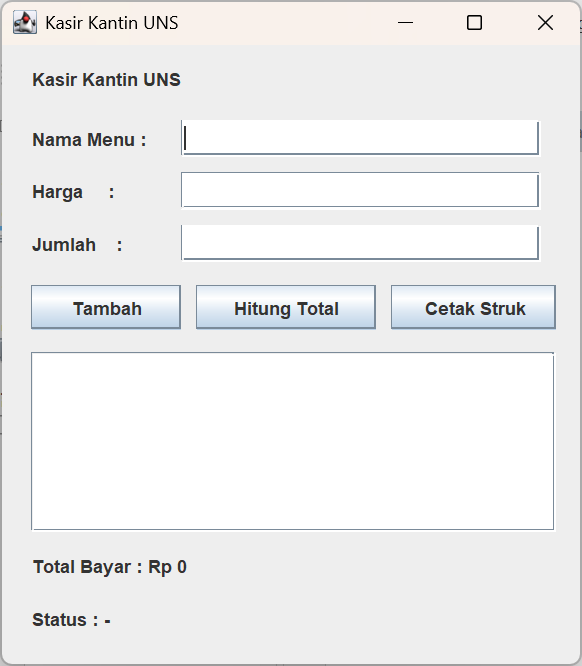 Kasir Kantin UNS
Kasir Kantin UNS
Nama Menu :
Harga :
Jumlah :
Tambah Hitung Total Cetak Struk
Total Bayar : Rp 0
Status : -